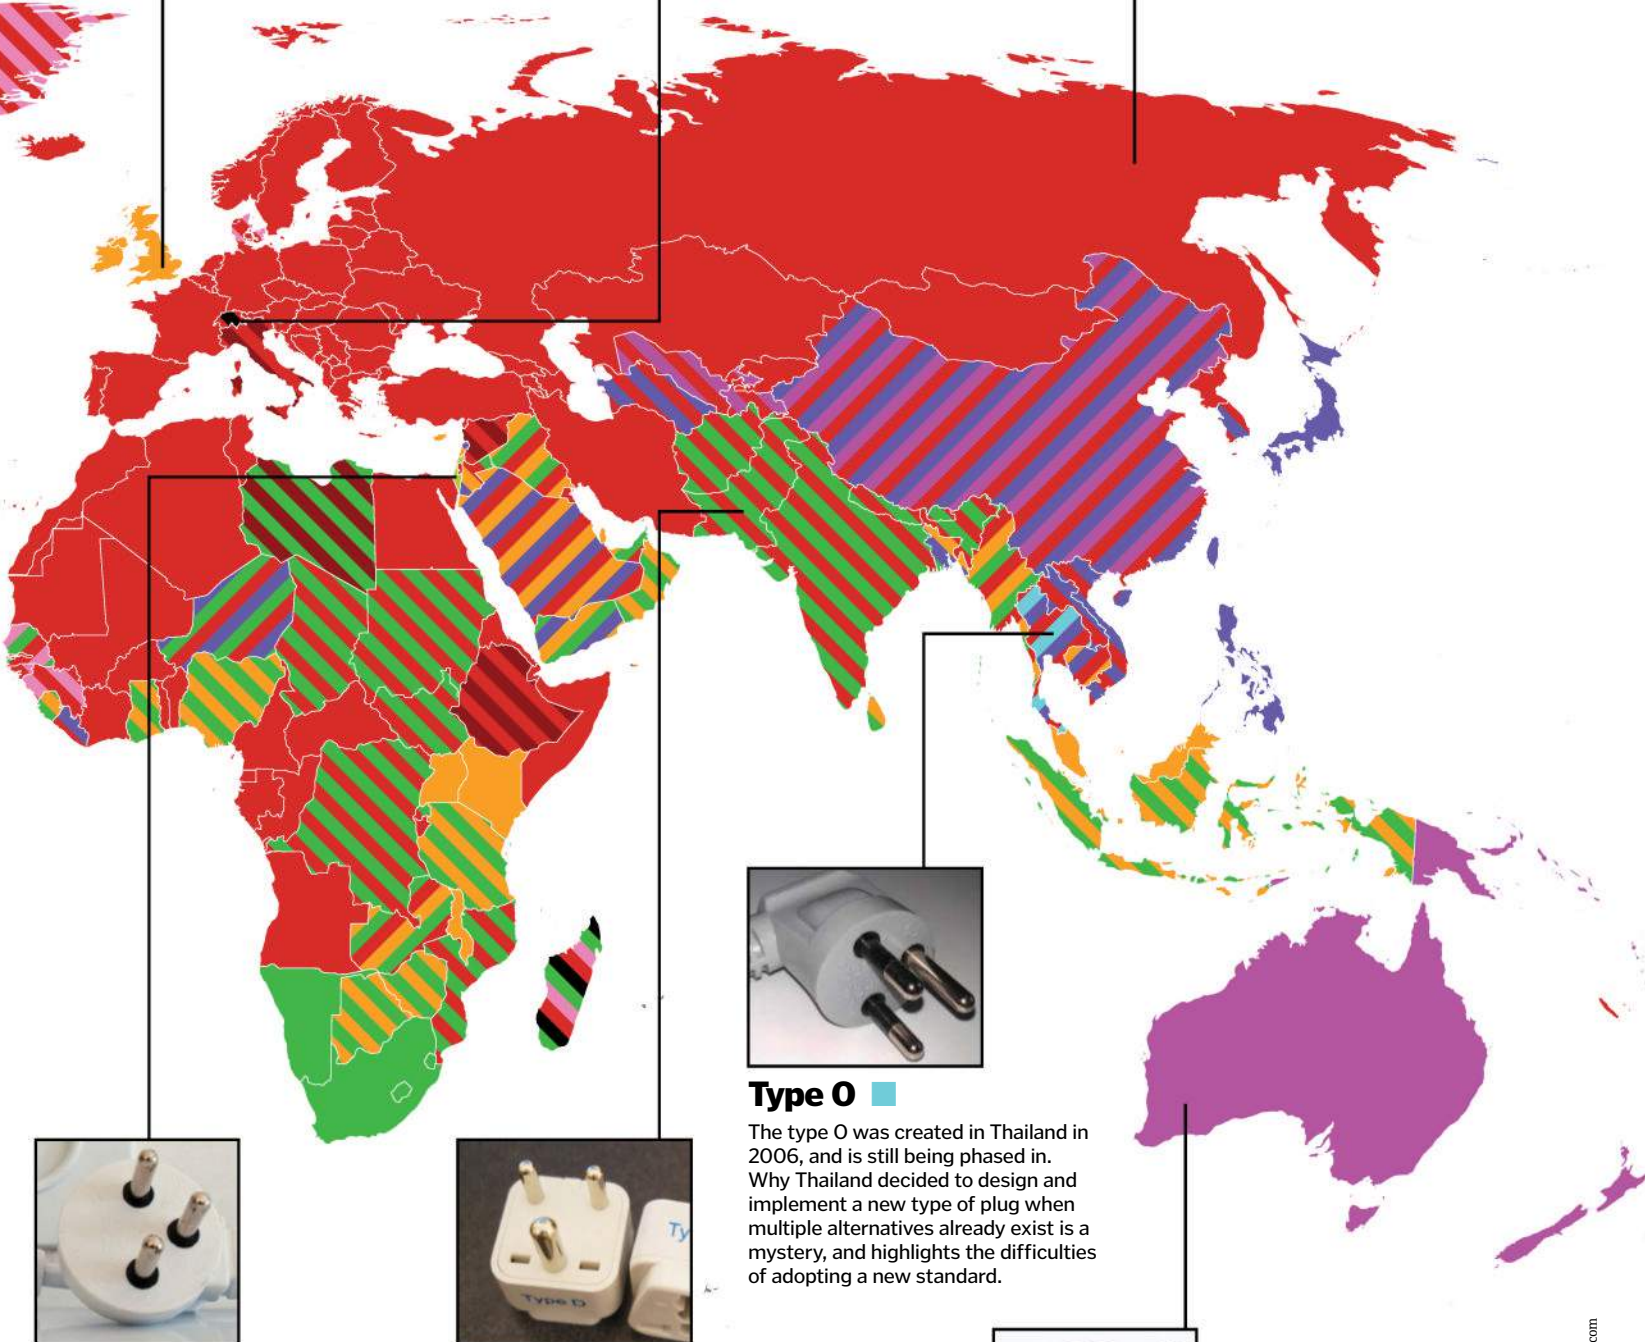 Type O
The type O was created in Thailand in
2006, and is still being phased in.
Why Thailand decided to design and
implement a new type of plug when
multiple alternatives already exist is a
mystery, and highlights the difficulties
of adopting a new standard.
Type D
Ty
com